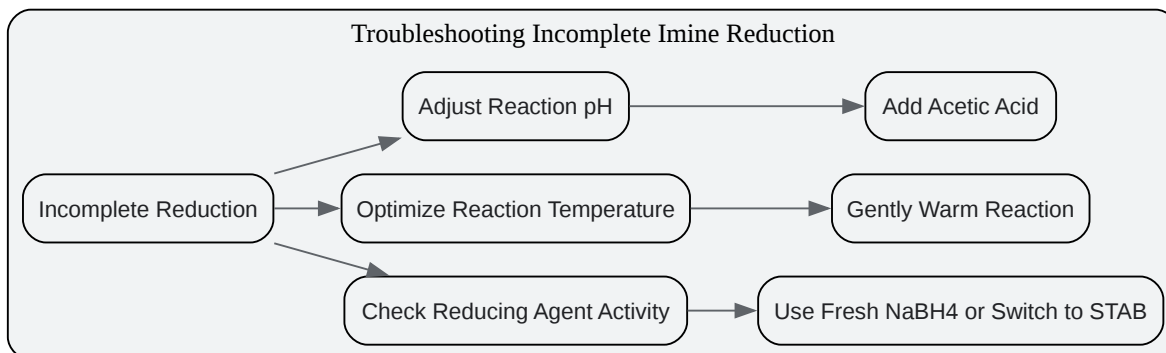 Troubleshooting Incomplete Imine Reduction
Adjust Reaction pH
Add Acetic Acid
Incomplete Reduction
Optimize Reaction Temperature
Gently Warm Reaction
Check Reducing Agent Activity
Use Fresh NaBH4 or Switch to STAB